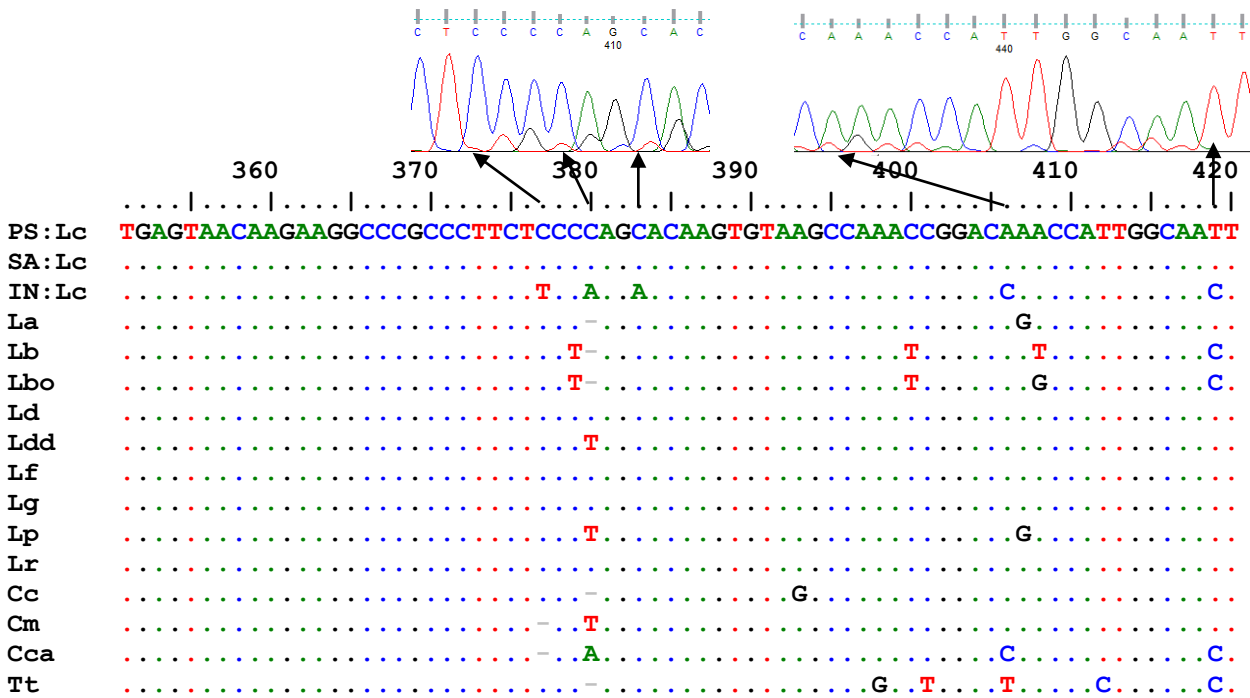 C T C C C C A G C A C
410
C A A A C C A T T G G C A A T T
440
360 370 380 390 400 410 420
PS:Lc TGAGTAACAAGAAGGCCCGCCCTTCTCCCCAGCACAAGTGTAAGCCAAACCGGACAAACCATTGGCAATT
SA:Lc ......................................................................
IN:Lc ..........................T..A..A......................C............C.
La .............................-..........................G.............
Lb ............................T-...................T.......T..........C.
Lbo ............................T-...................T.......G..........C.
Ld ......................................................................
Ldd .............................T........................................
Lf ......................................................................
Lg ......................................................................
Lp .............................T..........................G.............
Lr ......................................................................
Cc .............................-............G...........................
Cm ..........................-..T........................................
Cca ..........................-..A.........................C............C.
Tt .............................-.................G..T....T.....C......C.